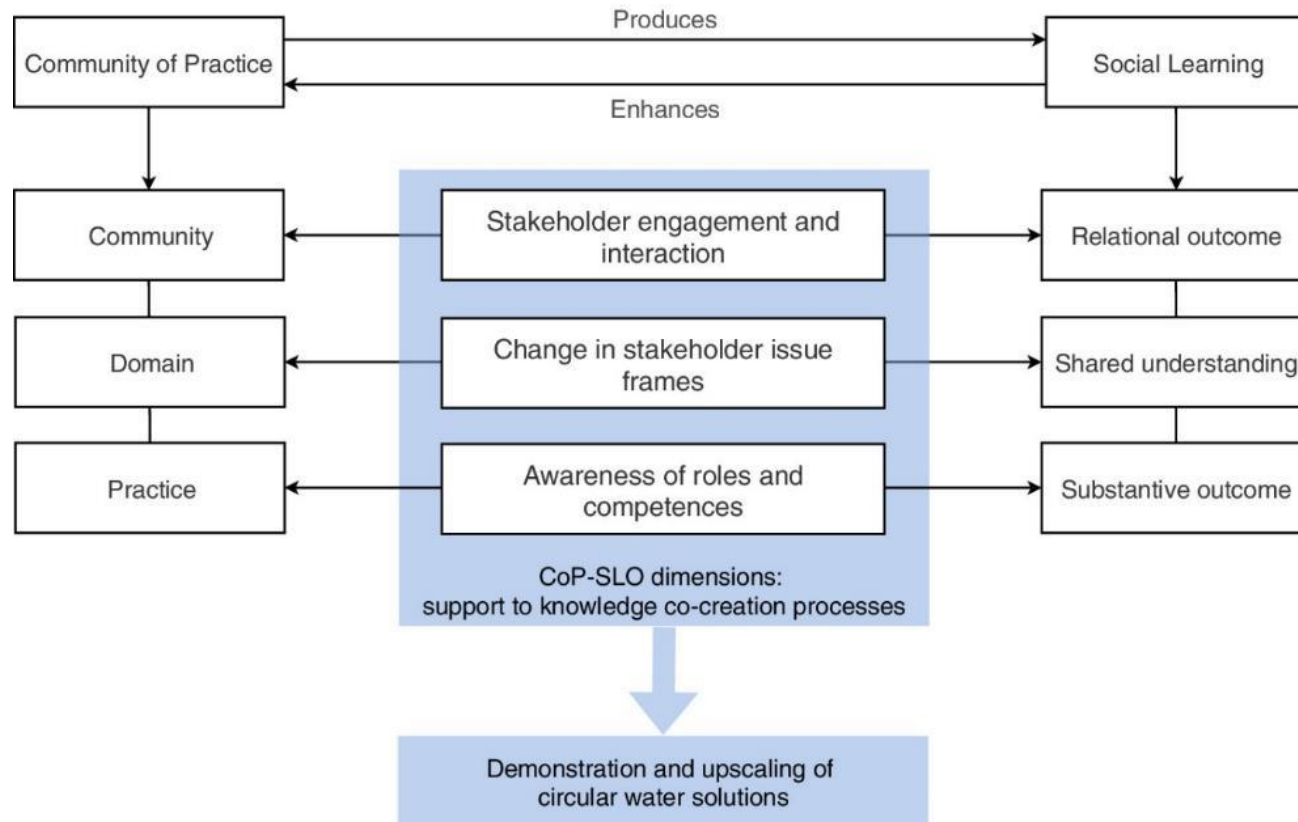 Produces
Community of Practice
Social Learning
Enhances
Community
Stakeholder engagement and
interaction
Relational outcome
Domain
Change in stakeholder issue
frames
Shared understanding
Practice
Awareness of roles and
competences
Substantive outcome
CoP-SLO dimensions:
support to knowledge co-creation processes
Demonstration and upscaling of
circular water solutions